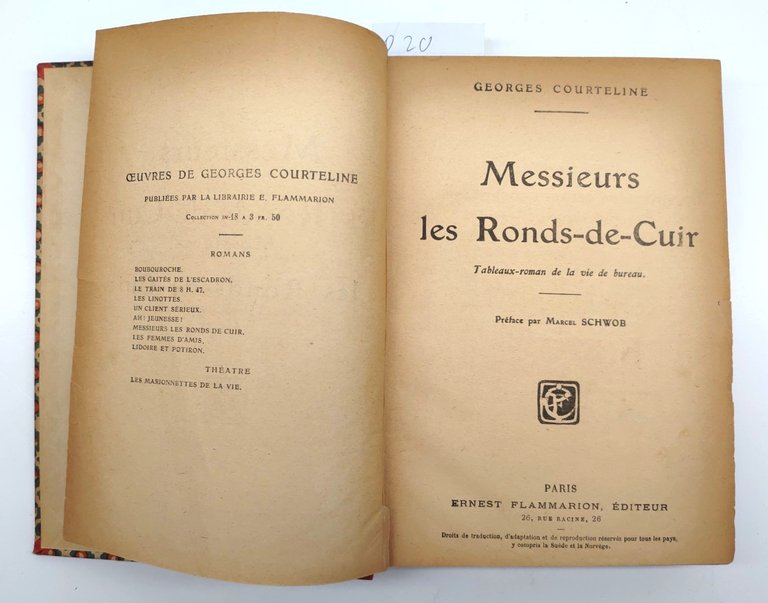 020
ŒUVRES DE GEORGES COURTELINE
PUBLIÉES PAR LA LIBRAIRIE E. FLAMMARION
COLLECTION IN-18 A 3 FR. 50
ROMANS
BOUBOUROCHE.
LES GAITÉS DE L'ESCADRON.
LE TRAIN DE 8 H. 47.
LES LINOTTES.
UN CLIENT SÉRIEUX.
AH! JEUNESSE!
MESSIEURS LES RONDS DE CUIR.
LES FEMMES D'AMIS.
LIDOIRE ET POTIRON.
THÉATRE
LES MARIONNETTES DE LA VIE.
GEORGES COURTELINE
Messieurs
les Ronds-de-Cuir
Tableaux-roman de la vie de bureau.
Préface par MARCEL SCHWOB
PARIS
ERNEST FLAMMARION, ÉDITEUR
26, RUE RACINE, 26
Droits de traduction, d'adaptation et de reproduction réservés pour tous les pays,
y compris la Suède et la Norvège.